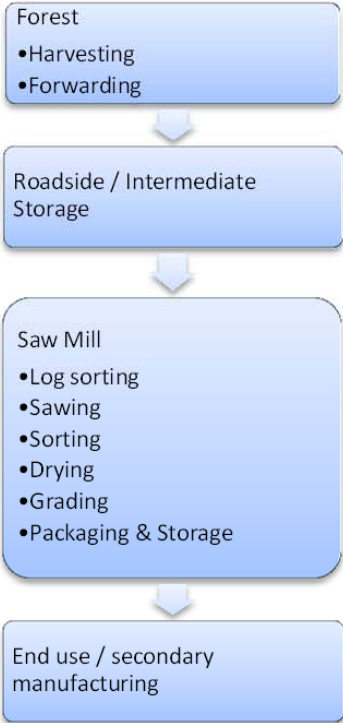 Forest
•Harvesting
•Forwarding
Roadside / Intermediate
Storage
Saw Mill
•Log sorting
•Sawing
•Sorting
•Drying
•Grading
•Packaging & Storage
End use / secondary
manufacturing